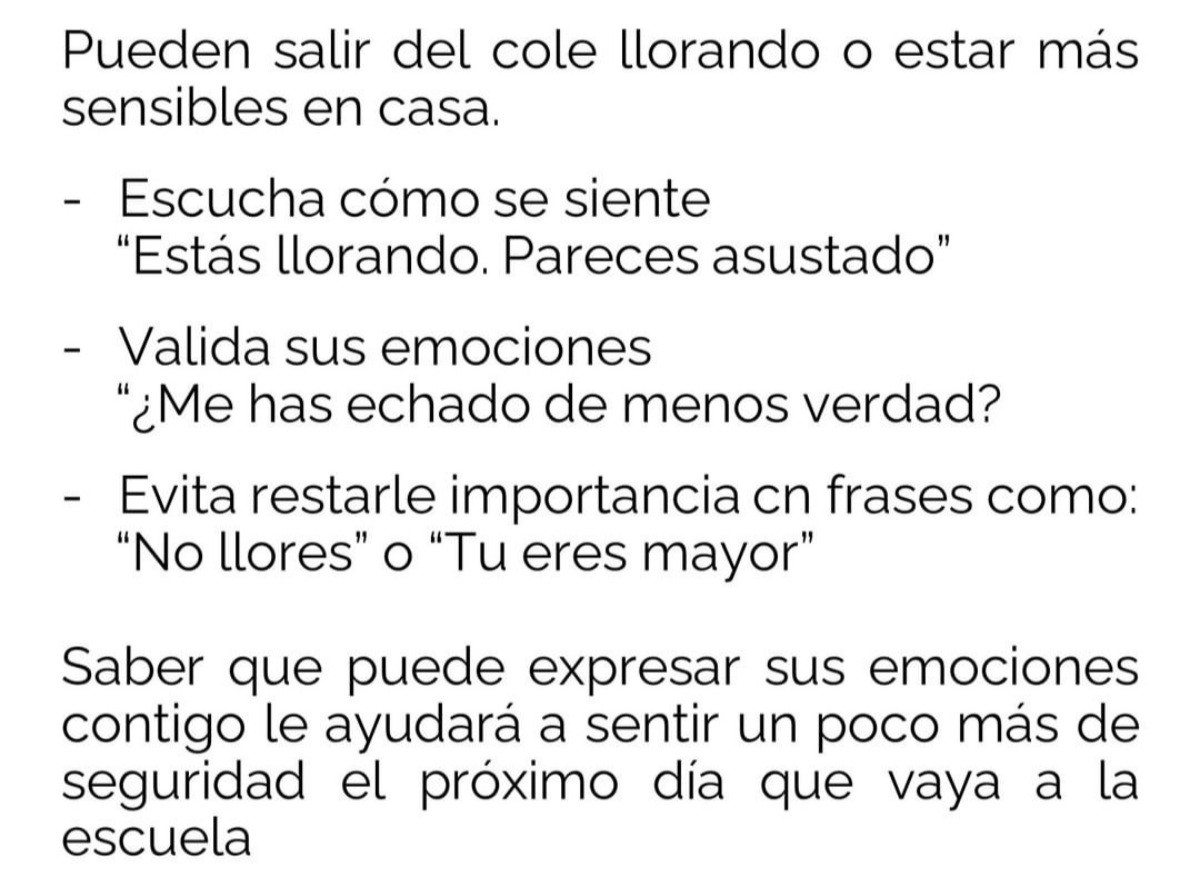 Pueden salir del cole llorando o estar más
sensibles en casa.
- Escucha cómo se siente
“Estás llorando. Pareces asustado”
- Valida sus emociones
“¿Me has echado de menos verdad?
- Evita restarle importancia cn frases como:
“No llores” o “Tu eres mayor”
Saber que puede expresar sus emociones
contigo le ayudará a sentir un poco más de
seguridad el próximo día que vaya a la
escuela